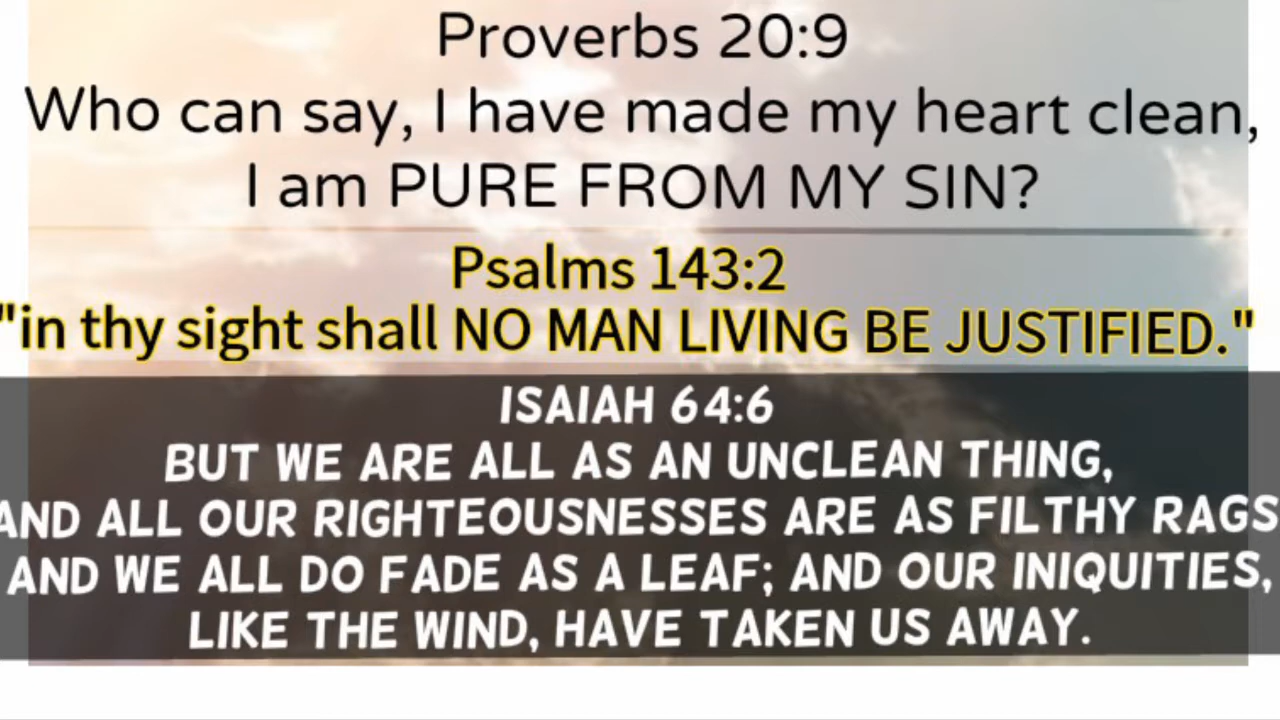 Proverbs 20:9
Who can say, I have made my heart clean,
I am PURE FROM MY SIN?
Psalms 143:2
"in thy sight shall NO MAN LIVING BE JUSTIFIED."
ISAIAH 64:6
BUT WE ARE ALL AS AN UNCLEAN THING,
AND ALL OUR RIGHTEOUSNESSES ARE AS FILTHY RAGS
AND WE ALL DO FADE AS A LEAF; AND OUR INIQUITIES,
LIKE THE WIND, HAVE TAKEN US AWAY.